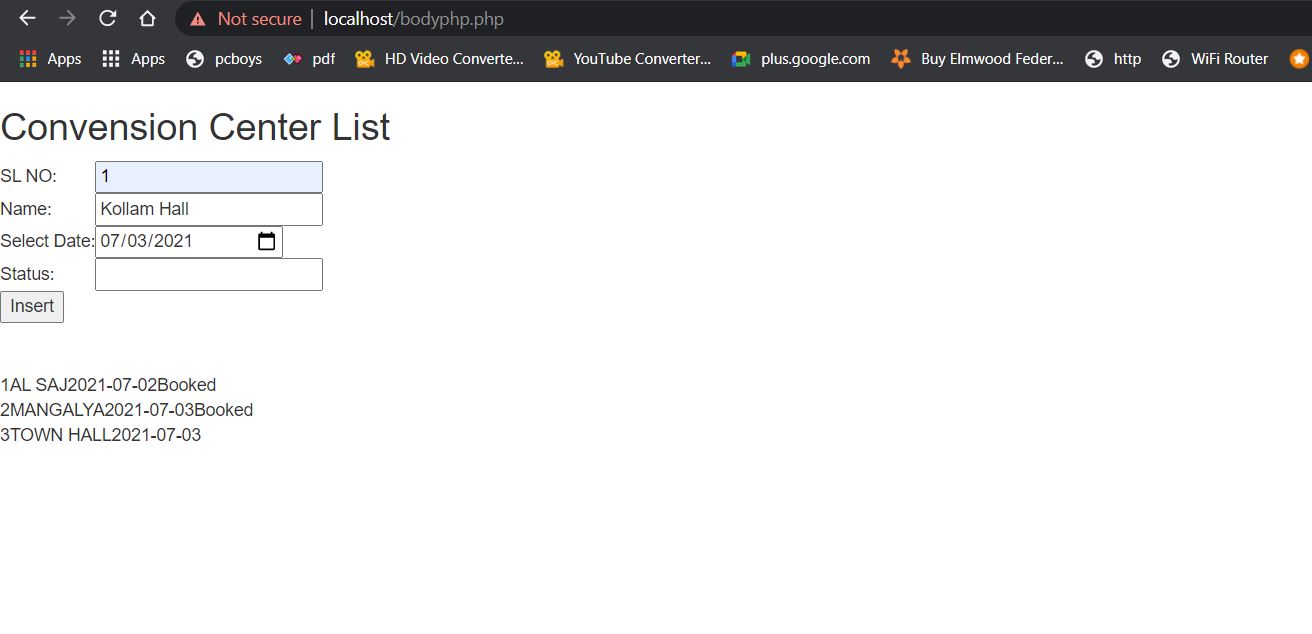 Not secure | localhost/bodyphp.php
Apps Apps pcboys pdf HD Video Converte... YouTube Converter... plus.google.com Buy Elmwood Feder... http WiFi Router
Convension Center List
SL NO: 1
Name: Kollam Hall
Select Date: 07/03/2021
Status:
Insert
1AL SAJ2021-07-02Booked
2MANGALYA2021-07-03Booked
3TOWN HALL2021-07-03